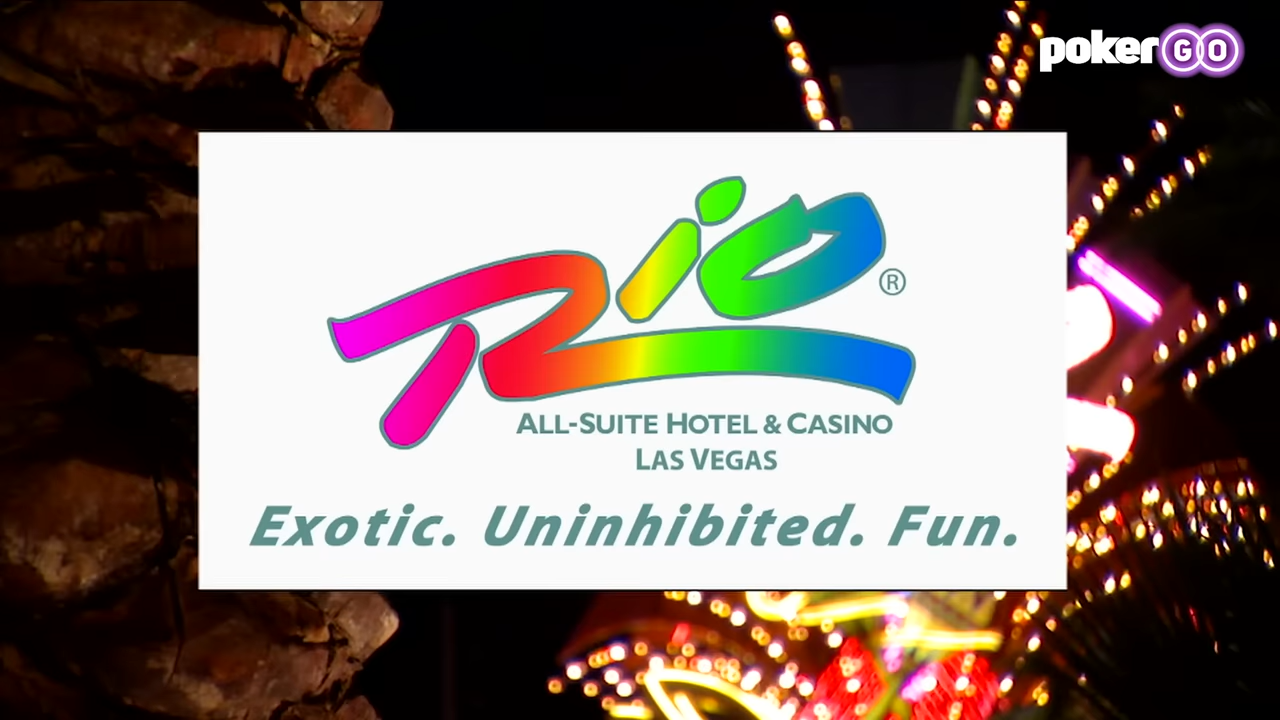 pokerGO
Rio®
ALL-SUITE HOTEL & CASINO
LAS VEGAS
Exotic. Uninhibited. Fun.